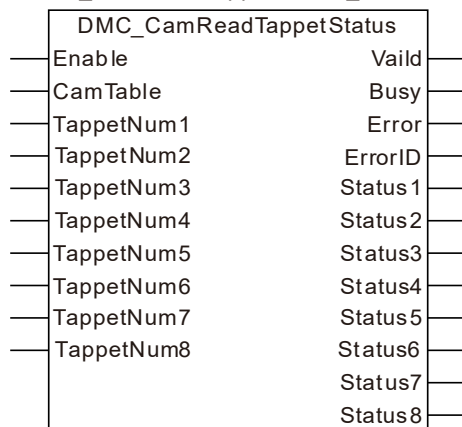 DMC_CamReadTappetStatus
Enable Vaild
CamTable Busy
TappetNum1 Error
TappetNum2 ErrorID
TappetNum3 Status1
TappetNum4 Status2
TappetNum5 Status3
TappetNum6 Status4
TappetNum7 Status5
TappetNum8 Status6
Status7
Status8